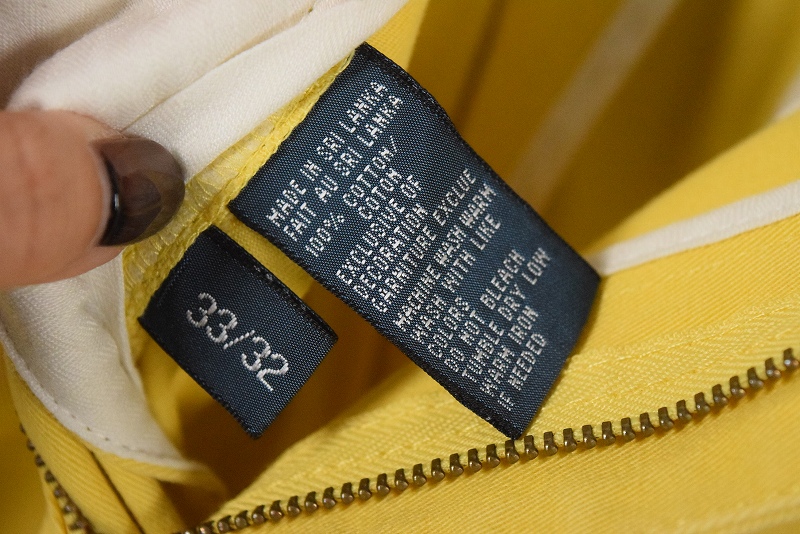 MADE IN SRI LANKA
FAIT AU SRI LANKA
100% COTTON/
COTON
EXCLUSIVE OF
DECORATION
GARNITURE EXCLUE
MACHINE WASH WARM
WASH WITH LIKE
COLORS
DO NOT BLEACH
TUMBLE DRY LOW
WARM IRON
IF NEEDED
33/32